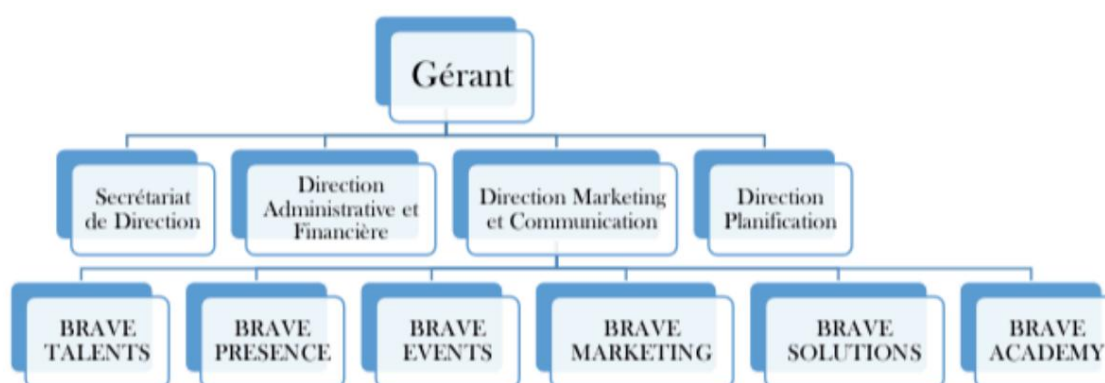 Gérant
Secrétariat
de Direction
Direction
Administrative et
Financière
Direction Marketing
et Communication
Direction
Planification
BRAVE
TALENTS
BRAVE
PRESENCE
BRAVE
EVENTS
BRAVE
MARKETING
BRAVE
SOLUTIONS
BRAVE
ACADEMY